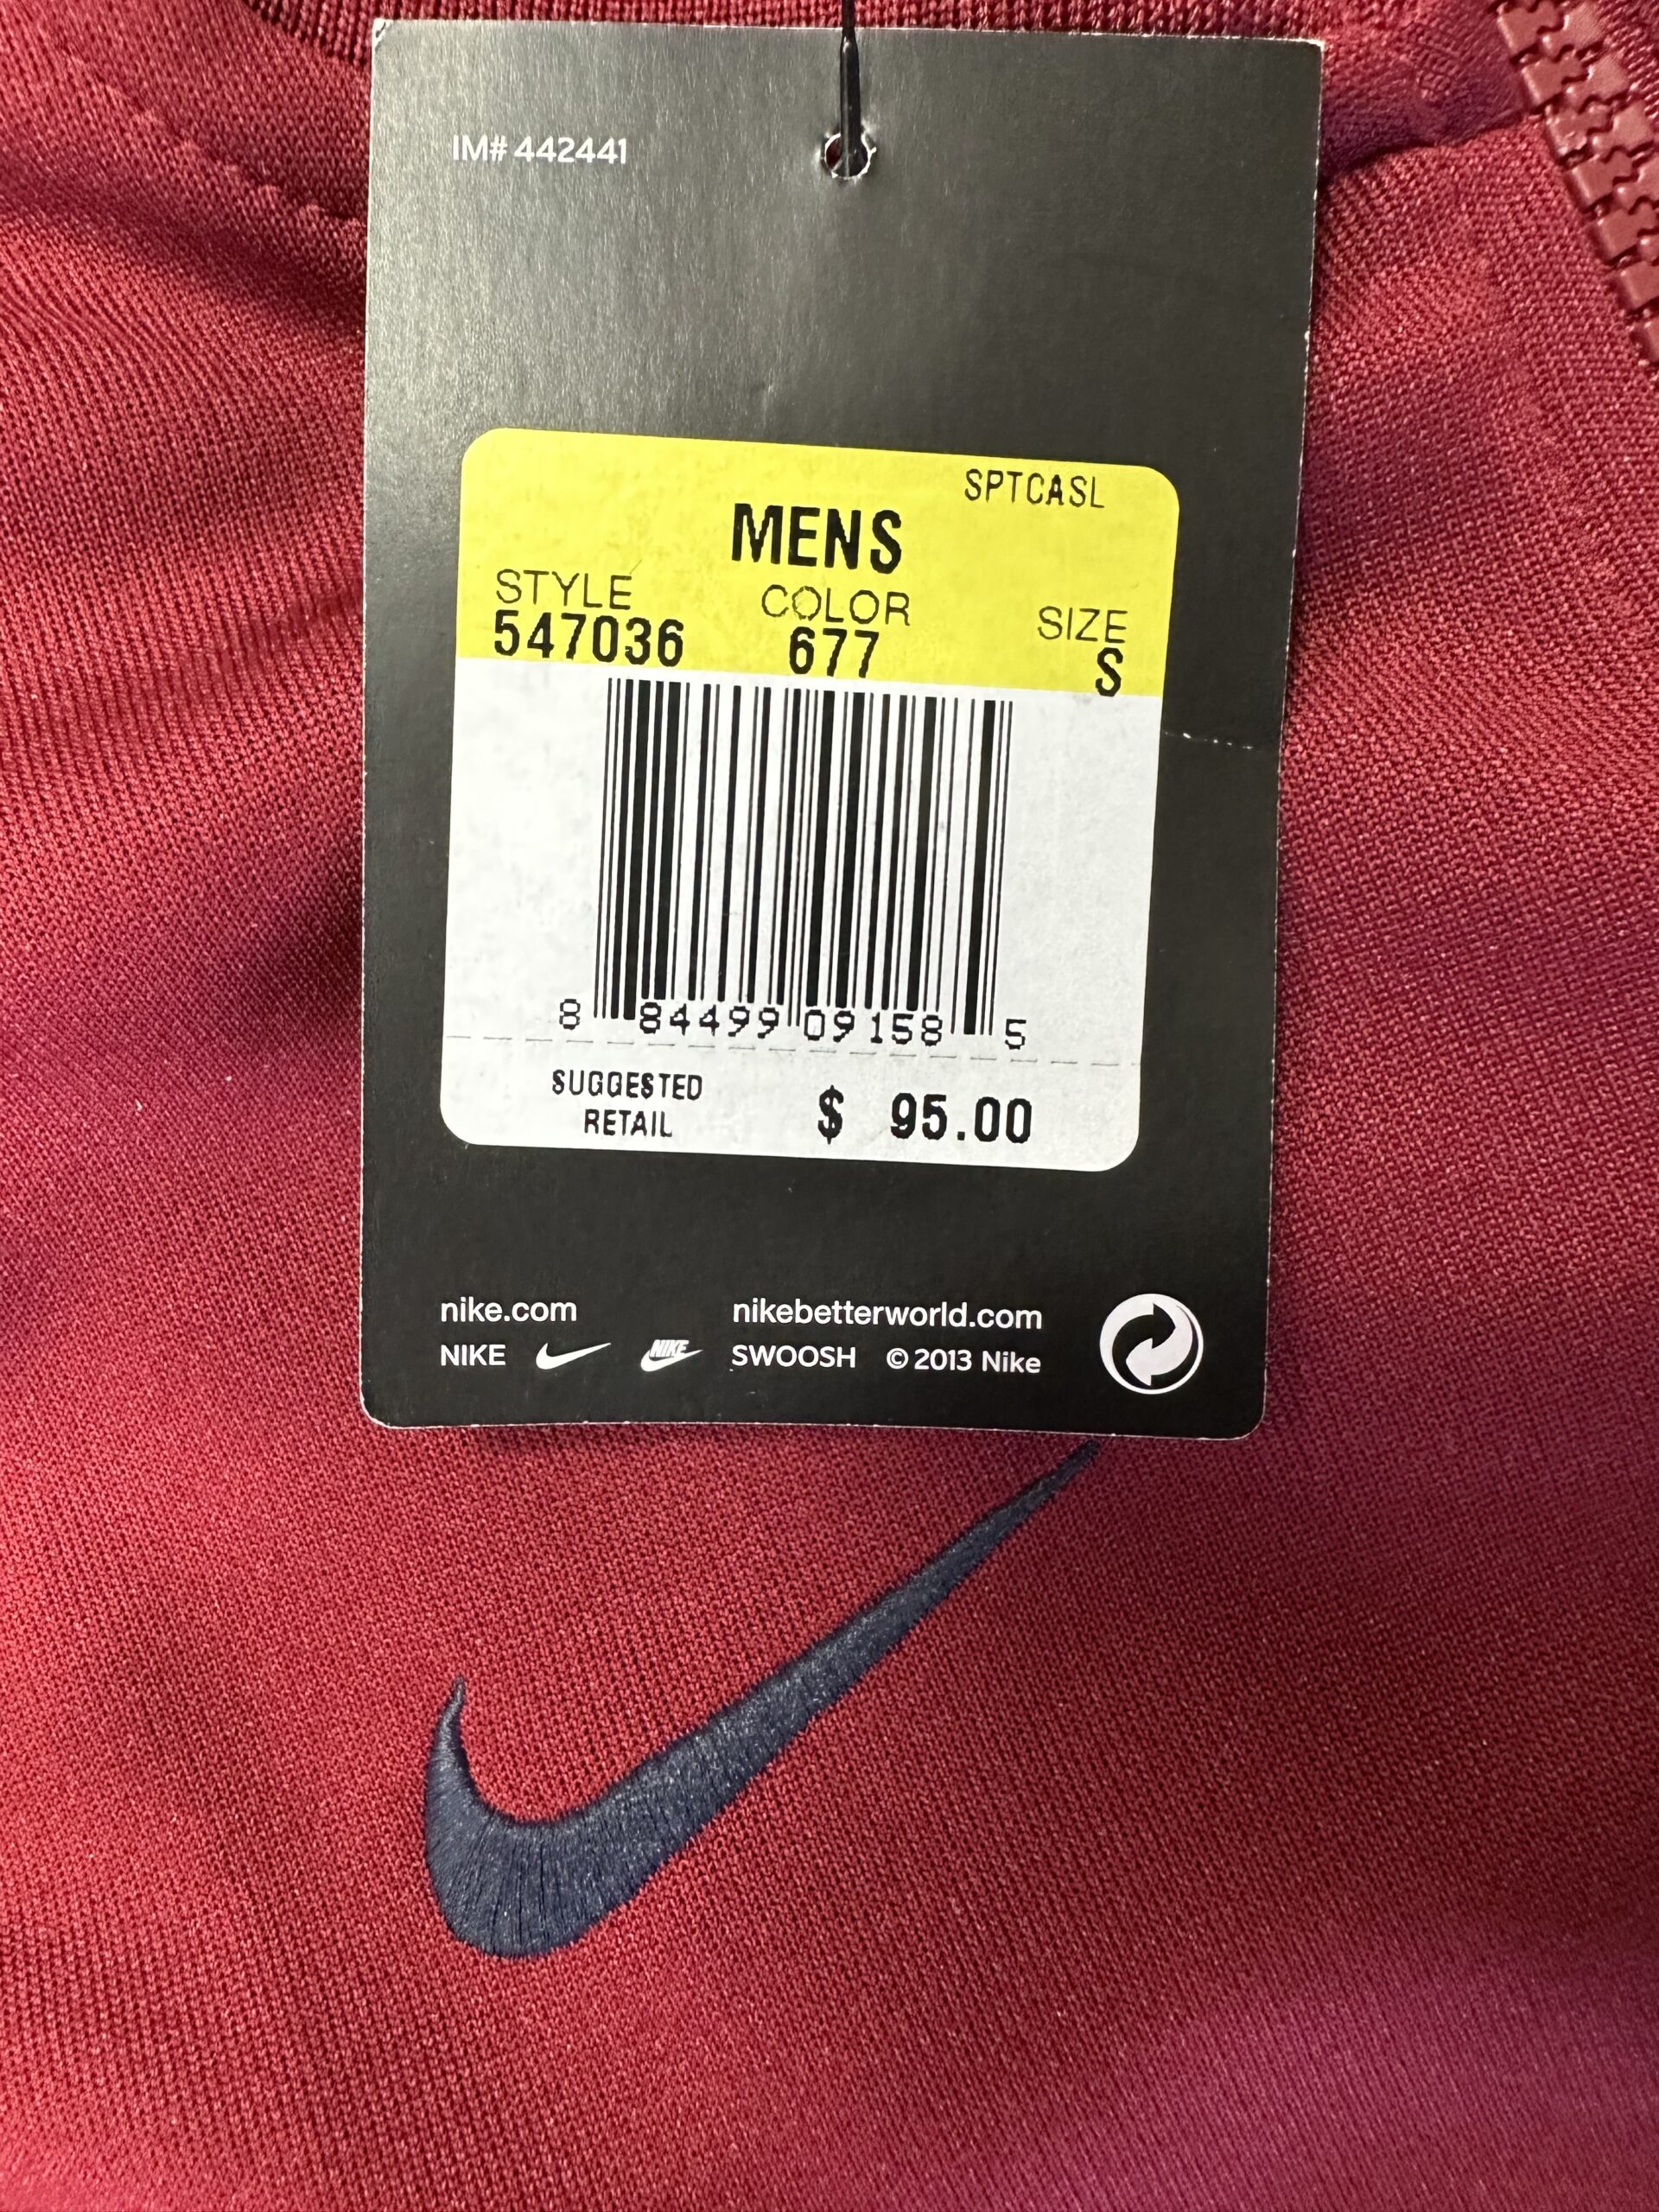 IM# 442441
SPTCASL
MENS
STYLE COLOR SIZE
547036 677 S
8 84499 09158 5
SUGGESTED
RETAIL $ 95.00
nike.com nikebetterworld.com
NIKE NIKE SWOOSH © 2013 Nike